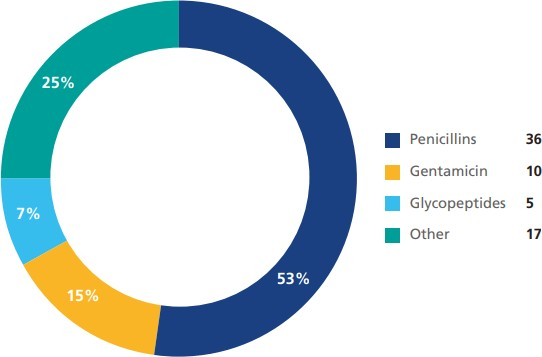 25%
7%
15%
53%
Penicillins 36
Gentamicin 10
Glycopeptides 5
Other 17